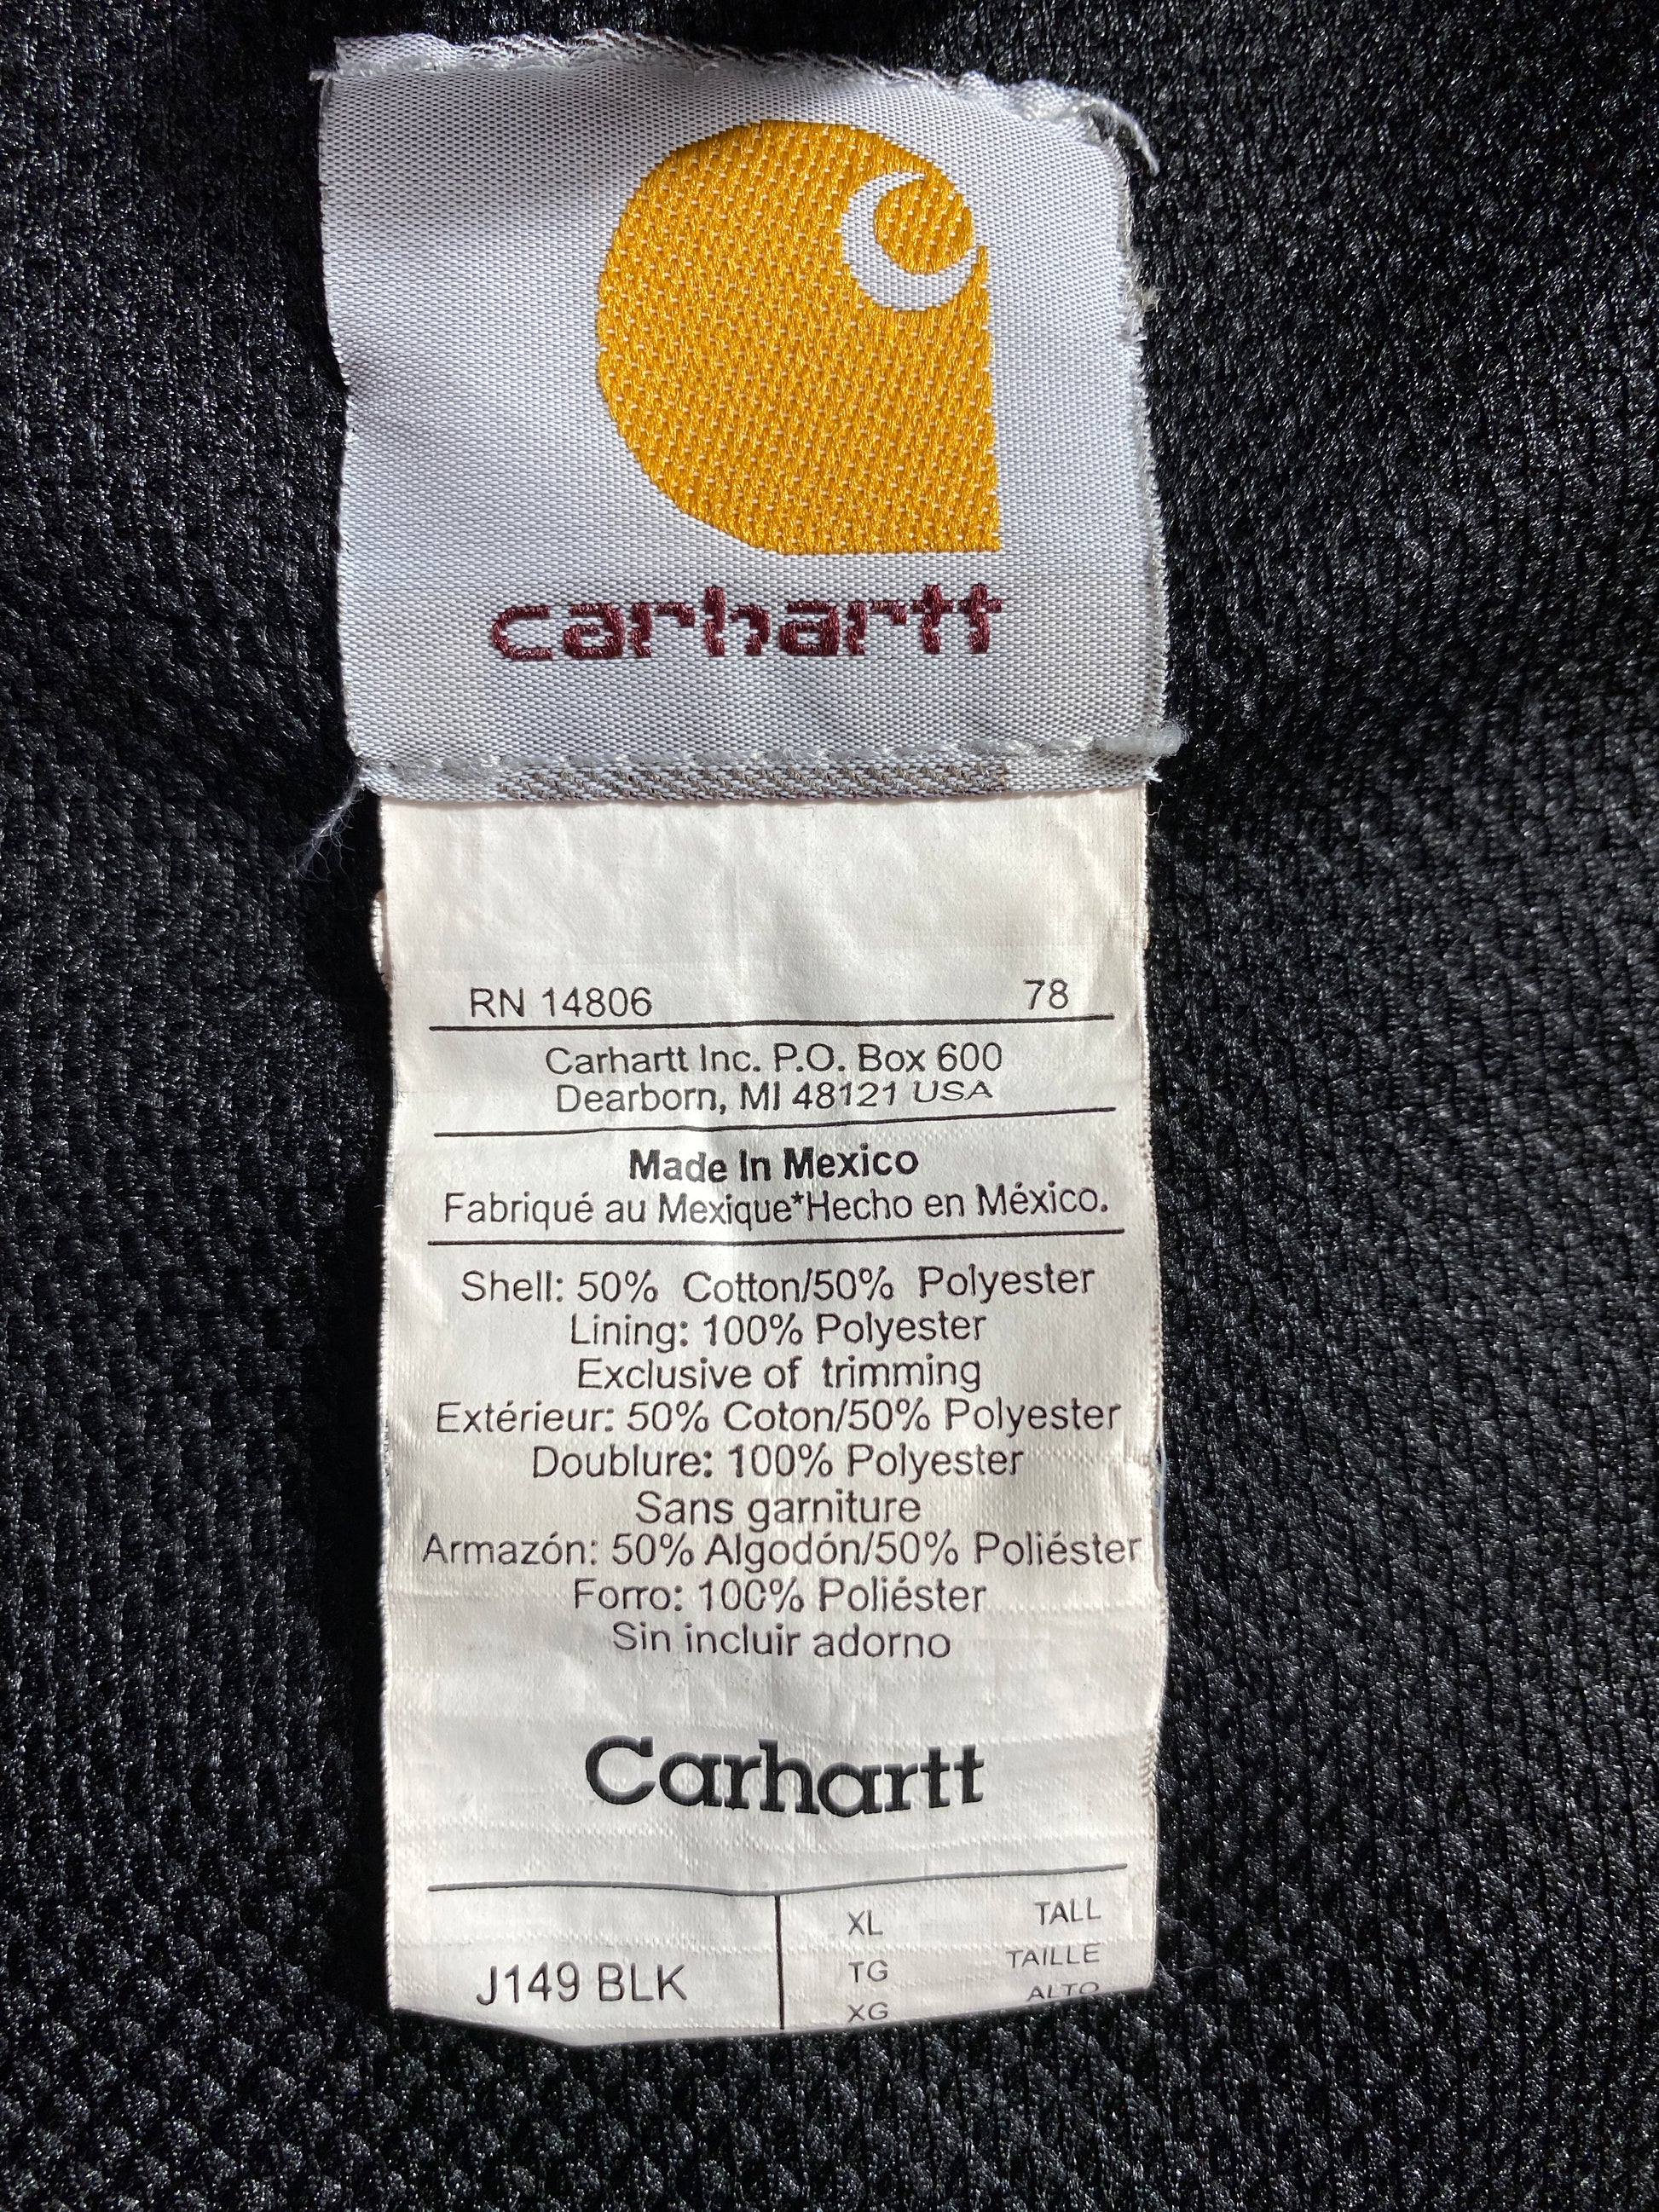 carhartt
RN 14806 78
Carhartt Inc. P.O. Box 600
Dearborn, MI 48121 USA
Made In Mexico
Fabriqué au Mexique*Hecho en México.
Shell: 50% Cotton/50% Polyester
Lining: 100% Polyester
Exclusive of trimming
Extérieur: 50% Coton/50% Polyester
Doublure: 100% Polyester
Sans garniture
Armazón: 50% Algodón/50% Poliéster
Forro: 100% Poliéster
Sin incluir adorno
Carhartt
J149 BLK
XL TALL
TG TAILLE
XG ALTO